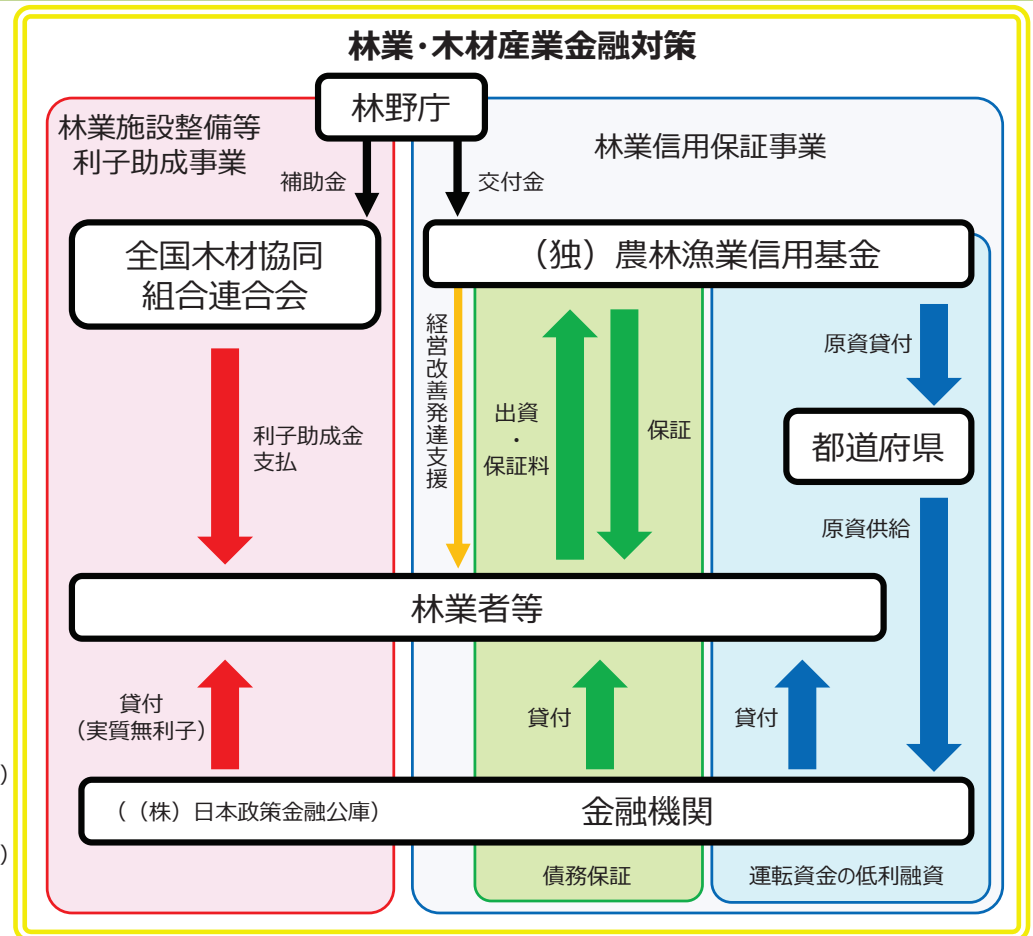 林業・木材産業金融対策
林野庁
林業施設整備等
利子助成事業
林業信用保証事業
補助金
交付金
全国木材協同
組合連合会
（独）農林漁業信用基金
経営改善発達支援
出資
・
保証料
保証
原資貸付
利子助成金
支払
都道府県
原資供給
林業者等
貸付
（実質無利子）
貸付
貸付
（（株）日本政策金融公庫）
金融機関
）
）
債務保証
運転資金の低利融資